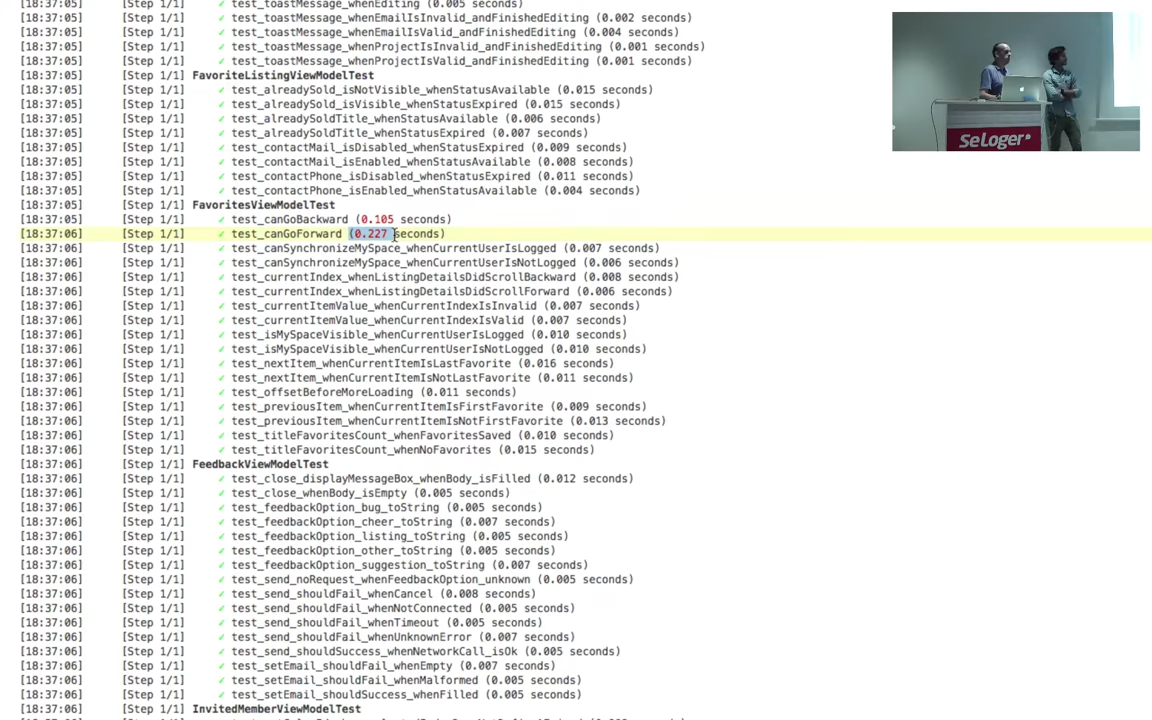 [18:37:05] [Step 1/1] ✓ test_toastMessage_whenEditing (0.005 seconds)
[18:37:05] [Step 1/1] ✓ test_toastMessage_whenEmailIsInvalid_andFinishedEditing (0.002 seconds)
[18:37:05] [Step 1/1] ✓ test_toastMessage_whenEmailIsValid_andFinishedEditing (0.004 seconds)
[18:37:05] [Step 1/1] ✓ test_toastMessage_whenProjectIsInvalid_andFinishedEditing (0.001 seconds)
[18:37:05] [Step 1/1] ✓ test_toastMessage_whenProjectIsValid_andFinishedEditing (0.001 seconds)
[18:37:05] [Step 1/1] FavoriteListingViewModelTest
[18:37:05] [Step 1/1] ✓ test_alreadySold_isNotVisible_whenStatusAvailable (0.015 seconds)
[18:37:05] [Step 1/1] ✓ test_alreadySold_isVisible_whenStatusExpired (0.015 seconds)
[18:37:05] [Step 1/1] ✓ test_alreadySoldTitle_whenStatusAvailable (0.006 seconds)
[18:37:05] [Step 1/1] ✓ test_alreadySoldTitle_whenStatusExpired (0.007 seconds)
[18:37:05] [Step 1/1] ✓ test_contactMail_isDisabled_whenStatusExpired (0.009 seconds)
[18:37:05] [Step 1/1] ✓ test_contactMail_isEnabled_whenStatusAvailable (0.008 seconds)
[18:37:05] [Step 1/1] ✓ test_contactPhone_isDisabled_whenStatusExpired (0.011 seconds)
[18:37:05] [Step 1/1] ✓ test_contactPhone_isEnabled_whenStatusAvailable (0.004 seconds)
[18:37:05] [Step 1/1] FavoritesViewModelTest
[18:37:05] [Step 1/1] ✓ test_canGoBackward (0.105 seconds)
[18:37:06] [Step 1/1] ✓ test_canGoForward (0.227 seconds)
[18:37:06] [Step 1/1] ✓ test_canSynchronizeMySpace_whenCurrentUserIsLogged (0.007 seconds)
[18:37:06] [Step 1/1] ✓ test_canSynchronizeMySpace_whenCurrentUserIsNotLogged (0.006 seconds)
[18:37:06] [Step 1/1] ✓ test_currentIndex_whenListingDetailsDidScrollBackward (0.008 seconds)
[18:37:06] [Step 1/1] ✓ test_currentIndex_whenListingDetailsDidScrollForward (0.006 seconds)
[18:37:06] [Step 1/1] ✓ test_currentItemValue_whenCurrentIndexIsInvalid (0.007 seconds)
[18:37:06] [Step 1/1] ✓ test_currentItemValue_whenCurrentIndexIsValid (0.007 seconds)
[18:37:06] [Step 1/1] ✓ test_isMySpaceVisible_whenCurrentUserIsLogged (0.010 seconds)
[18:37:06] [Step 1/1] ✓ test_isMySpaceVisible_whenCurrentUserIsNotLogged (0.010 seconds)
[18:37:06] [Step 1/1] ✓ test_nextItem_whenCurrentItemIsLastFavorite (0.016 seconds)
[18:37:06] [Step 1/1] ✓ test_nextItem_whenCurrentItemIsNotLastFavorite (0.011 seconds)
[18:37:06] [Step 1/1] ✓ test_offsetBeforeMoreLoading (0.011 seconds)
[18:37:06] [Step 1/1] ✓ test_previousItem_whenCurrentItemIsFirstFavorite (0.009 seconds)
[18:37:06] [Step 1/1] ✓ test_previousItem_whenCurrentItemIsNotFirstFavorite (0.013 seconds)
[18:37:06] [Step 1/1] ✓ test_titleFavoritesCount_whenFavoritesSaved (0.010 seconds)
[18:37:06] [Step 1/1] ✓ test_titleFavoritesCount_whenNoFavorites (0.015 seconds)
[18:37:06] [Step 1/1] FeedbackViewModelTest
[18:37:06] [Step 1/1] ✓ test_close_displayMessageBox_whenBody_isFilled (0.012 seconds)
[18:37:06] [Step 1/1] ✓ test_close_whenBody_isEmpty (0.005 seconds)
[18:37:06] [Step 1/1] ✓ test_feedbackOption_bug_toString (0.005 seconds)
[18:37:06] [Step 1/1] ✓ test_feedbackOption_cheer_toString (0.007 seconds)
[18:37:06] [Step 1/1] ✓ test_feedbackOption_listing_toString (0.005 seconds)
[18:37:06] [Step 1/1] ✓ test_feedbackOption_other_toString (0.005 seconds)
[18:37:06] [Step 1/1] ✓ test_feedbackOption_suggestion_toString (0.007 seconds)
[18:37:06] [Step 1/1] ✓ test_send_noRequest_whenFeedbackOption_unknown (0.005 seconds)
[18:37:06] [Step 1/1] ✓ test_send_shouldFail_whenCancel (0.008 seconds)
[18:37:06] [Step 1/1] ✓ test_send_shouldFail_whenNotConnected (0.005 seconds)
[18:37:06] [Step 1/1] ✓ test_send_shouldFail_whenTimeout (0.005 seconds)
[18:37:06] [Step 1/1] ✓ test_send_shouldFail_whenUnknownError (0.007 seconds)
[18:37:06] [Step 1/1] ✓ test_send_shouldSuccess_whenNetworkCall_isOk (0.005 seconds)
[18:37:06] [Step 1/1] ✓ test_setEmail_shouldFail_whenEmpty (0.007 seconds)
[18:37:06] [Step 1/1] ✓ test_setEmail_shouldFail_whenMalformed (0.005 seconds)
[18:37:06] [Step 1/1] ✓ test_setEmail_shouldSuccess_whenFilled (0.005 seconds)
[18:37:06] [Step 1/1] InvitedMemberViewModelTest
SeLoger